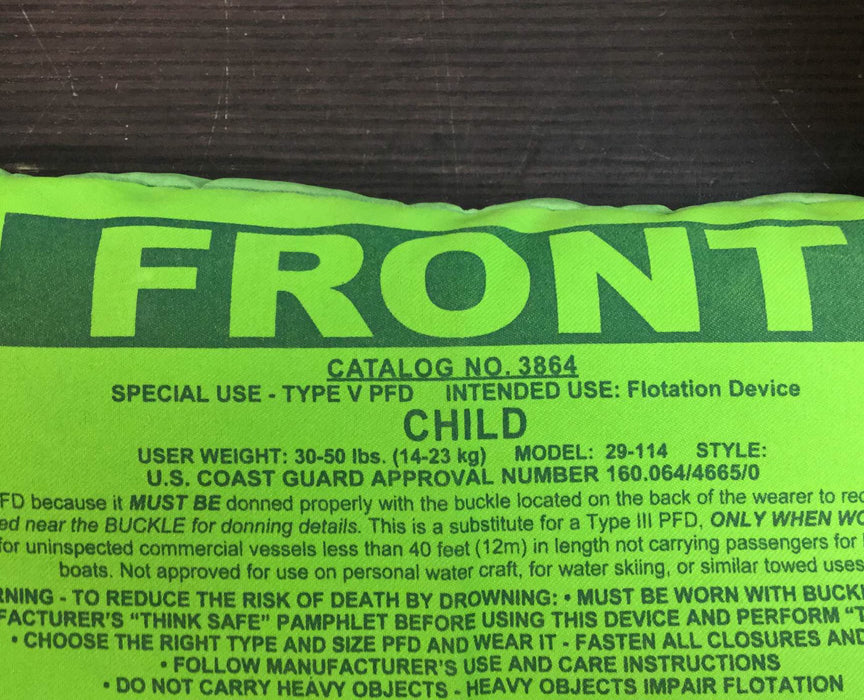 FRONT
CATALOG NO. 3864
SPECIAL USE - TYPE V PFD INTENDED USE: Flotation Device
CHILD
USER WEIGHT: 30-50 lbs. (14-23 kg) MODEL: 29-114 STYLE:
U.S. COAST GUARD APPROVAL NUMBER 160.064/4665/0
PFD because it MUST BE donned properly with the buckle located on the back of the wearer to
near the BUCKLE for donning details. This is a substitute for a Type III PFD, ONLY WHEN
for uninspected commercial vessels less than 40 feet (12m) in length not carrying passengers for
boats. Not approved for use on personal water craft, for water skiing, or similar towed uses
RNING - TO REDUCE THE RISK OF DEATH BY DROWNING: • MUST BE WORN WITH BUCKL
FACTURER'S "THINK SAFE" PAMPHLET BEFORE USING THIS DEVICE AND PERFORM "T
• CHOOSE THE RIGHT TYPE AND SIZE PFD AND WEAR IT - FASTEN ALL CLOSURES AND
• FOLLOW MANUFACTURER'S USE AND CARE INSTRUCTIONS
• DO NOT CARRY HEAVY OBJECTS - HEAVY OBJECTS IMPAIR FLOTATION